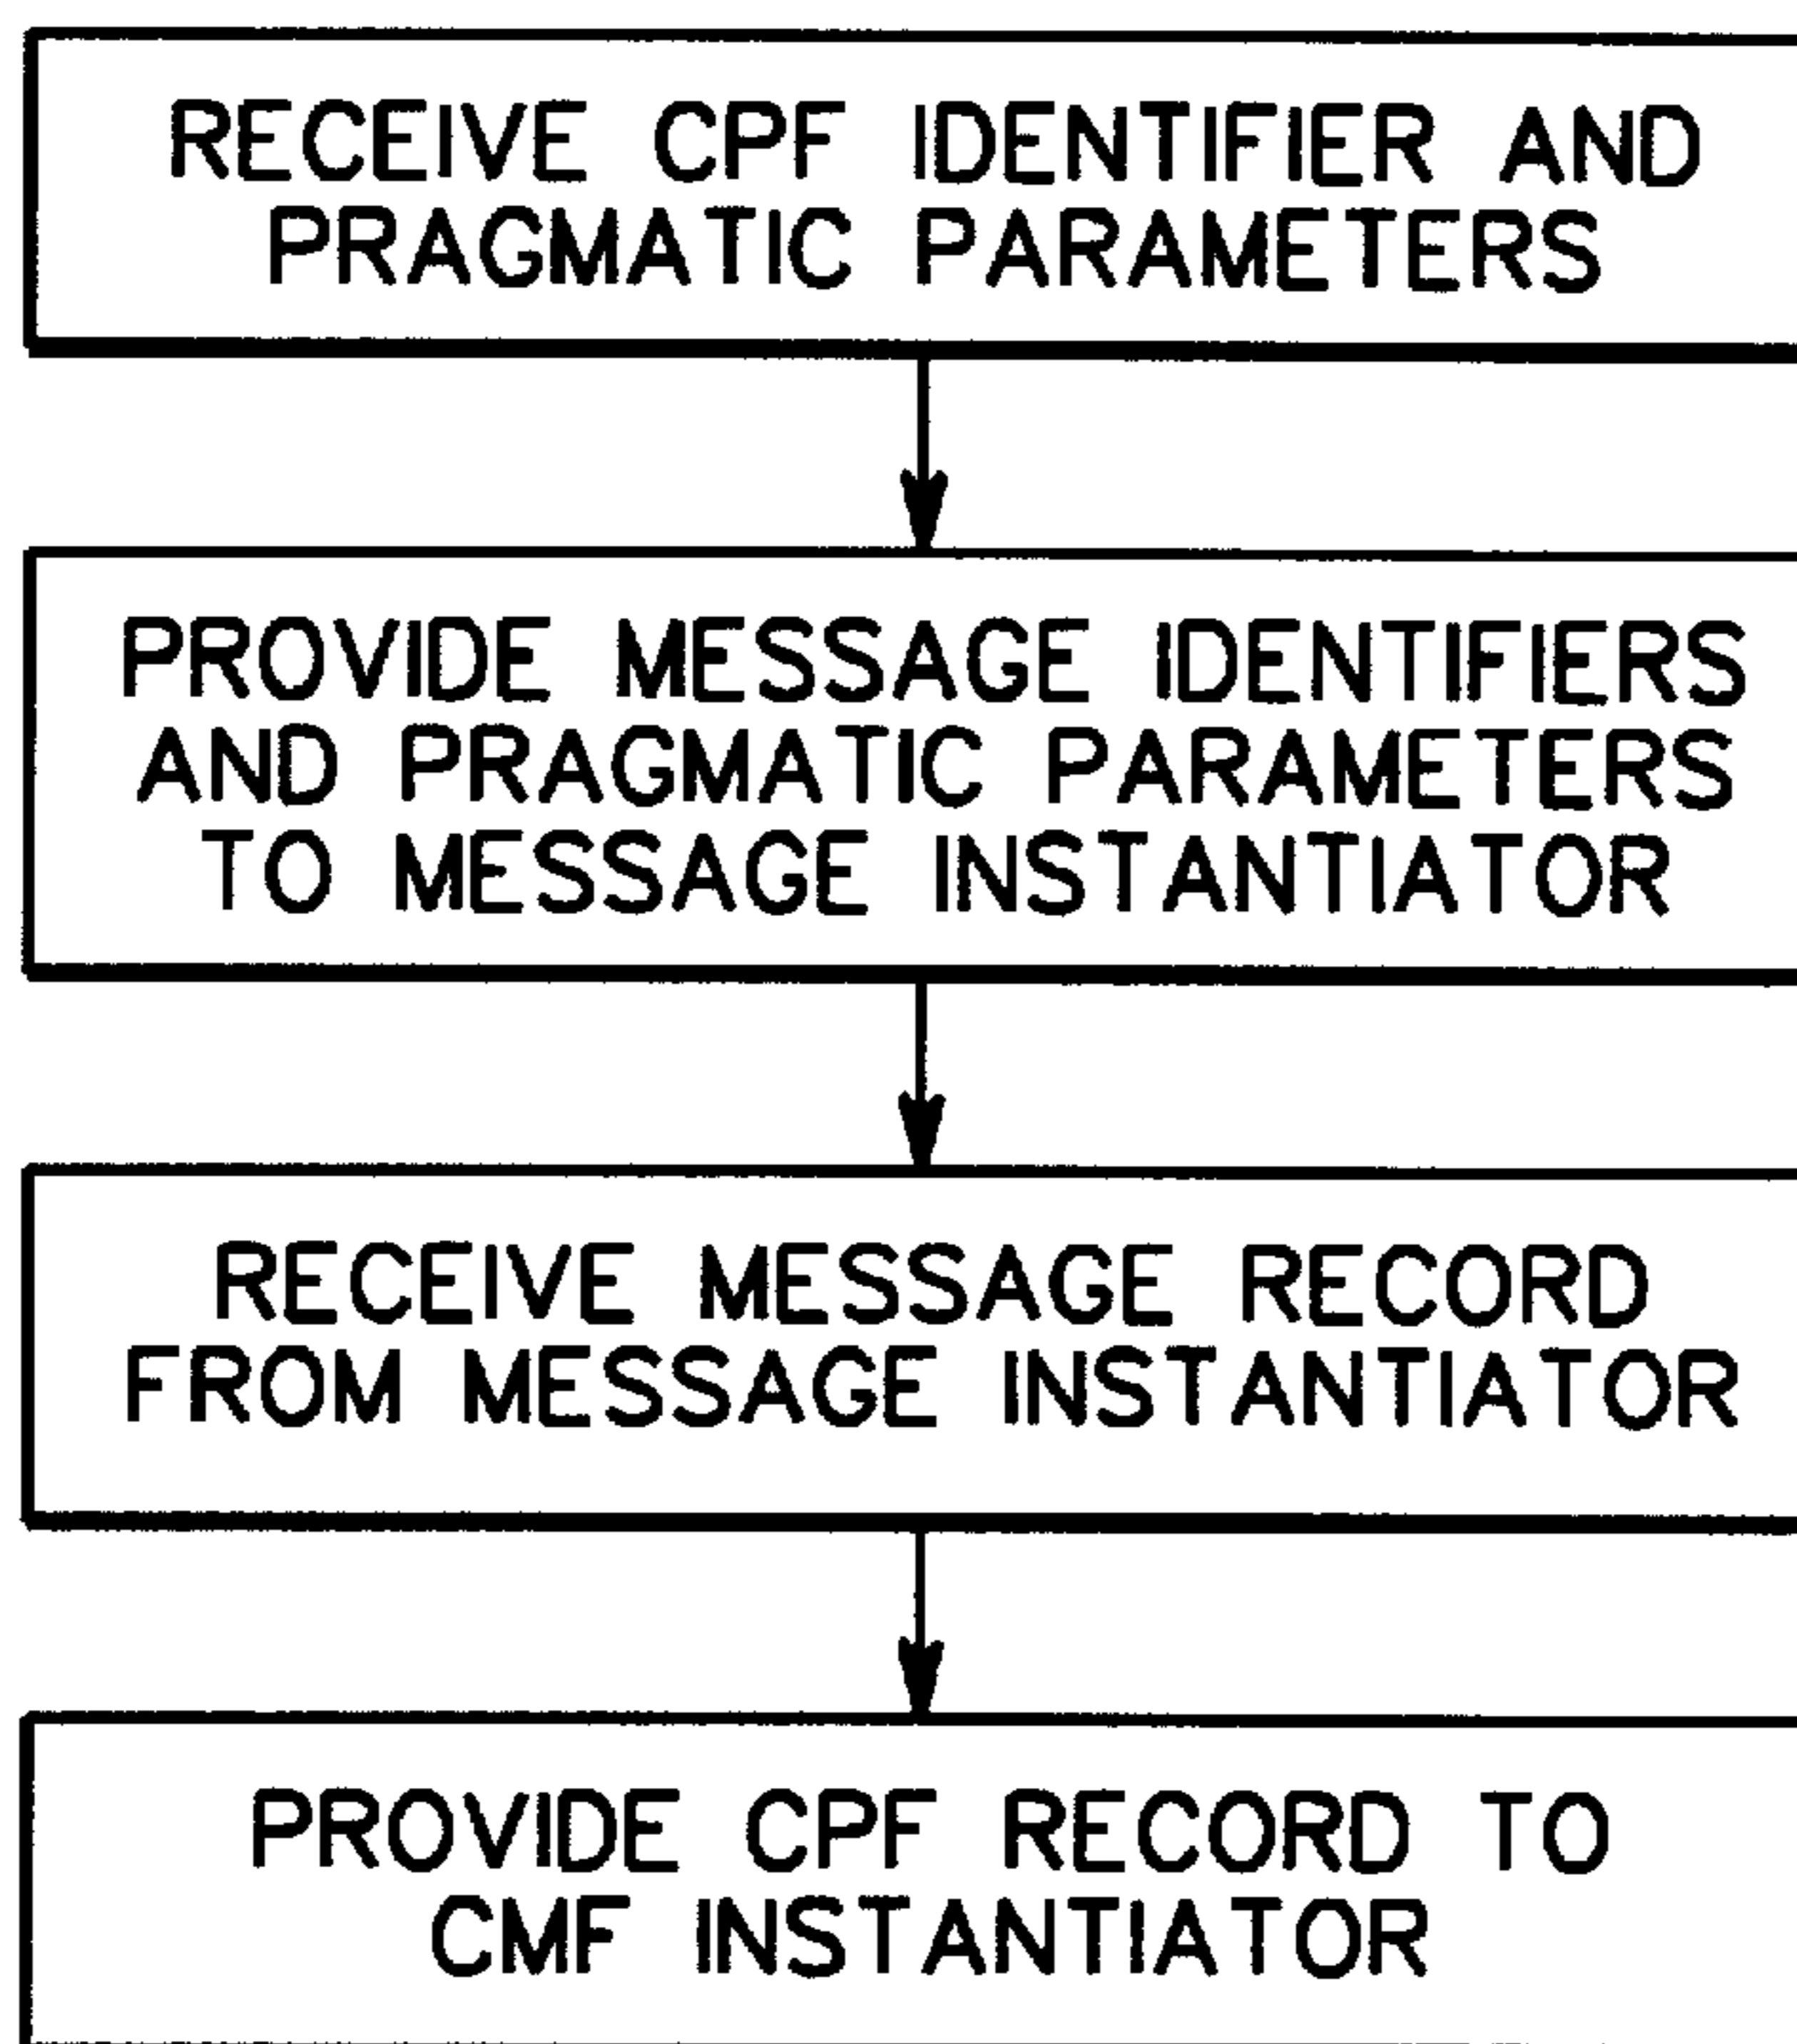 RECEIVE CPF IDENTIFIER AND
PRAGMATIC PARAMETERS
PROVIDE MESSAGE IDENTIFIERS
AND PRAGMATIC PARAMETERS
TO MESSAGE INSTANTIATOR
RECEIVE MESSAGE RECORD
FROM MESSAGE INSTANTIATOR
PROVIDE CPF RECORD TO
CMF INSTANTIATOR